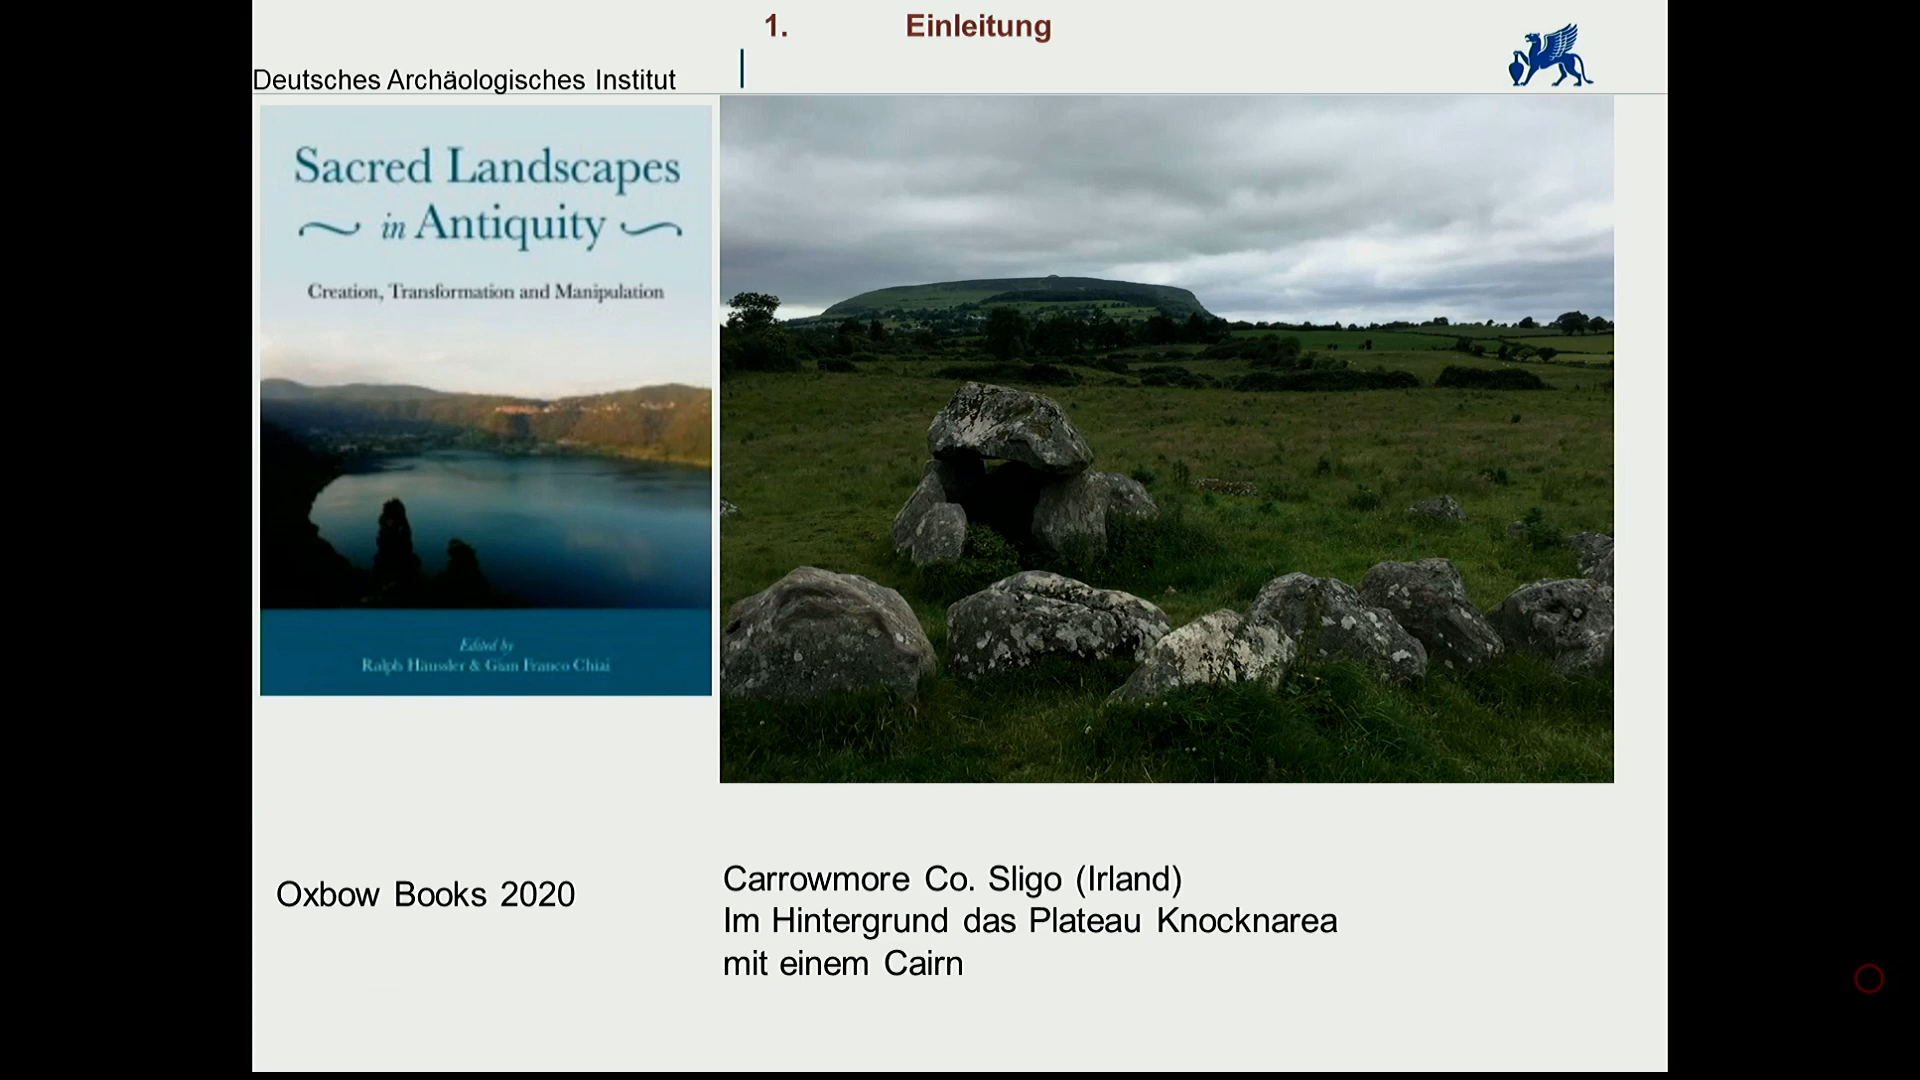 1. Einleitung
Deutsches Archäologisches Institut
Sacred Landscapes
in Antiquity
Creation, Transformation and Manipulation
Edited by
Ralph Häussler & Gian Franco Chiai
Oxbow Books 2020
Carrowmore Co. Sligo (Irland)
Im Hintergrund das Plateau Knocknarea
mit einem Cairn